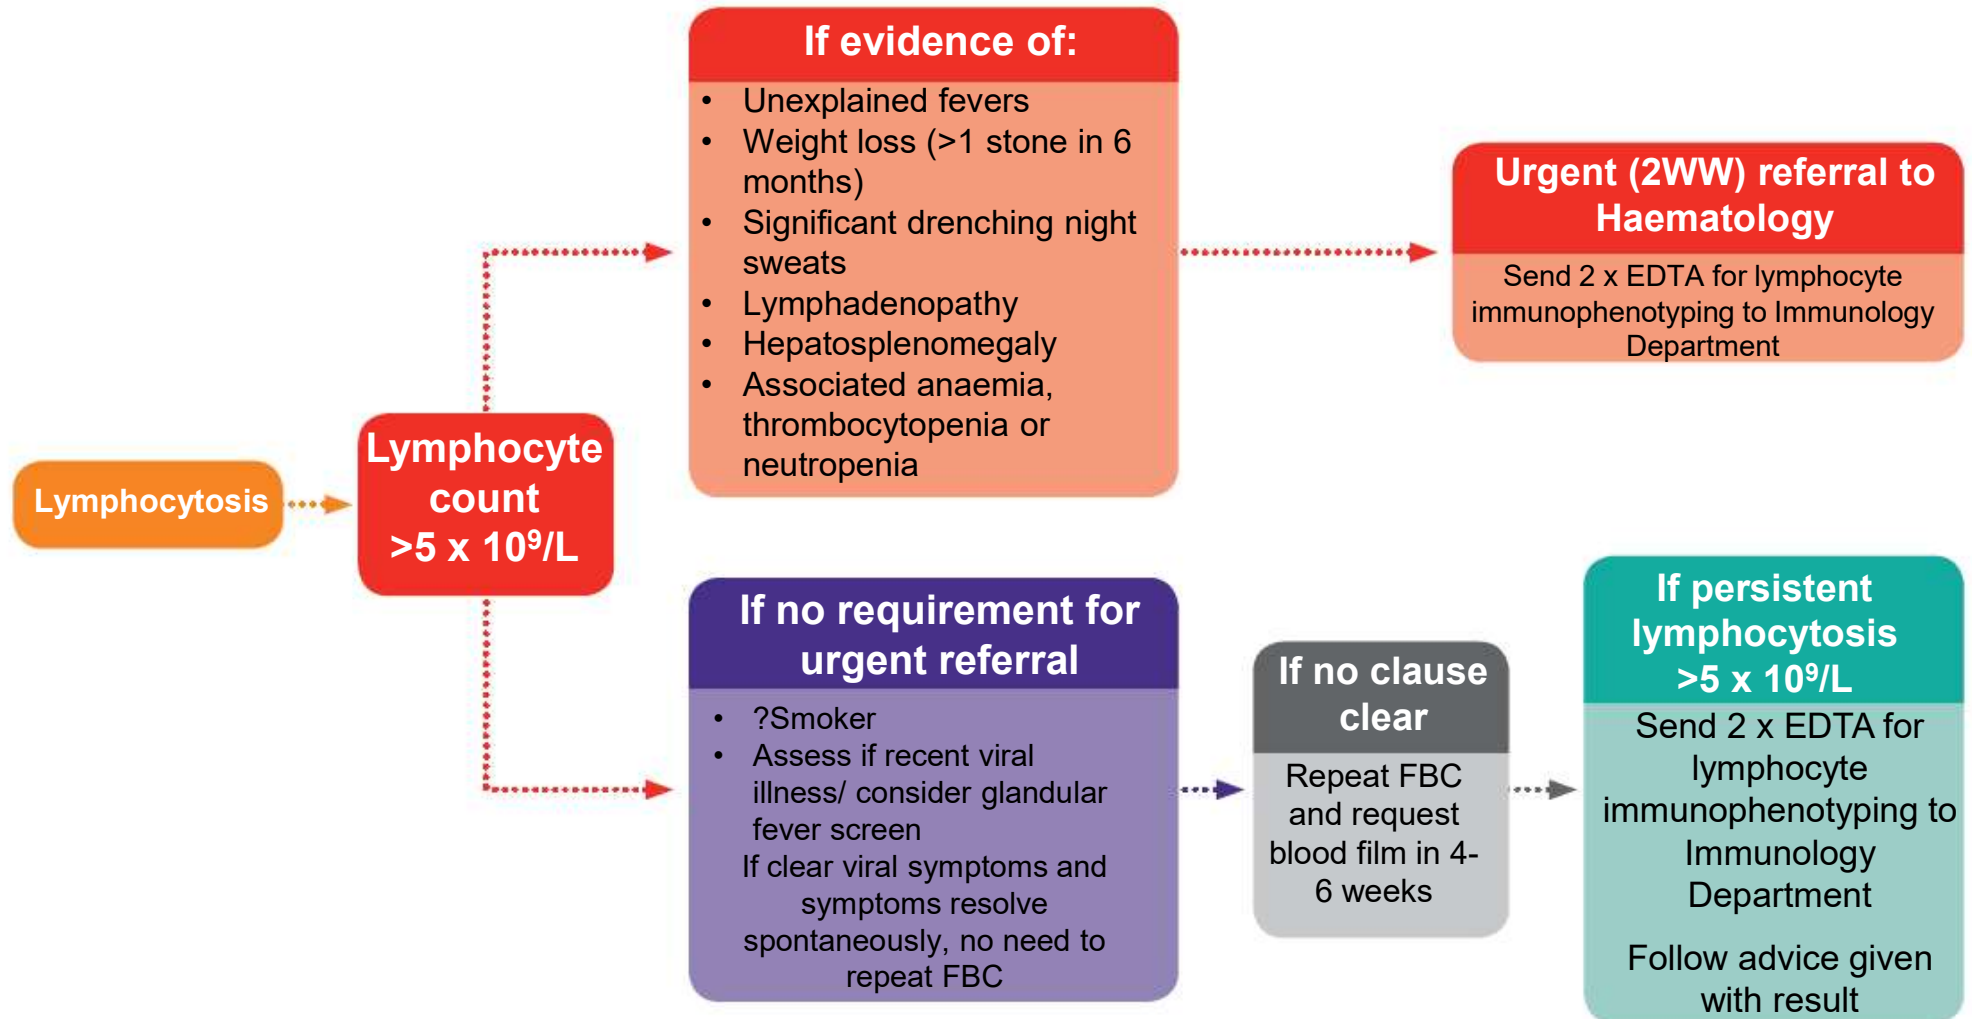 Lymphocytosis
Lymphocyte
count
>5 x 10⁹/L
If evidence of:
• Unexplained fevers
• Weight loss (>1 stone in 6
months)
• Significant drenching night
sweats
• Lymphadenopathy
• Hepatosplenomegaly
• Associated anaemia,
thrombocytopenia or
neutropenia
Urgent (2WW) referral to
Haematology
Send 2 x EDTA for lymphocyte
immunophenotyping to Immunology
Department
If no requirement for
urgent referral
• ?Smoker
• Assess if recent viral
illness/ consider glandular
fever screen
If clear viral symptoms and
symptoms resolve
spontaneously, no need to
repeat FBC
If no clause
clear
Repeat FBC
and request
blood film in 4-
6 weeks
If persistent
lymphocytosis
>5 x 10⁹/L
Send 2 x EDTA for
lymphocyte
immunophenotyping to
Immunology
Department
Follow advice given
with result